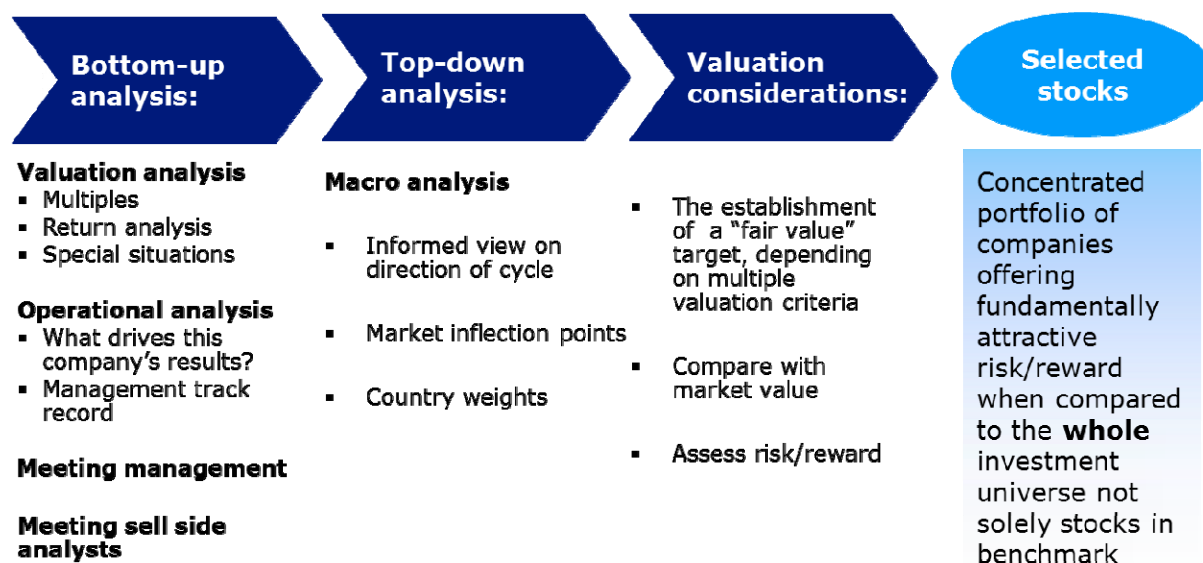 Bottom-up
analysis:
Valuation analysis
▪ Multiples
▪ Return analysis
▪ Special situations
Operational analysis
▪ What drives this
company’s results?
▪ Management track
record
Meeting management
Meeting sell side
analysts
Top-down
analysis:
Macro analysis
▪ Informed view on
direction of cycle
▪ Market inflection points
▪ Country weights
Valuation
considerations:
▪ The establishment
of a “fair value”
target, depending
on multiple
valuation criteria
▪ Compare with
market value
▪ Assess risk/reward
Selected
stocks
Concentrated
portfolio of
companies
offering
fundamentally
attractive
risk/reward
when compared
to the whole
investment
universe not
solely stocks in
benchmark